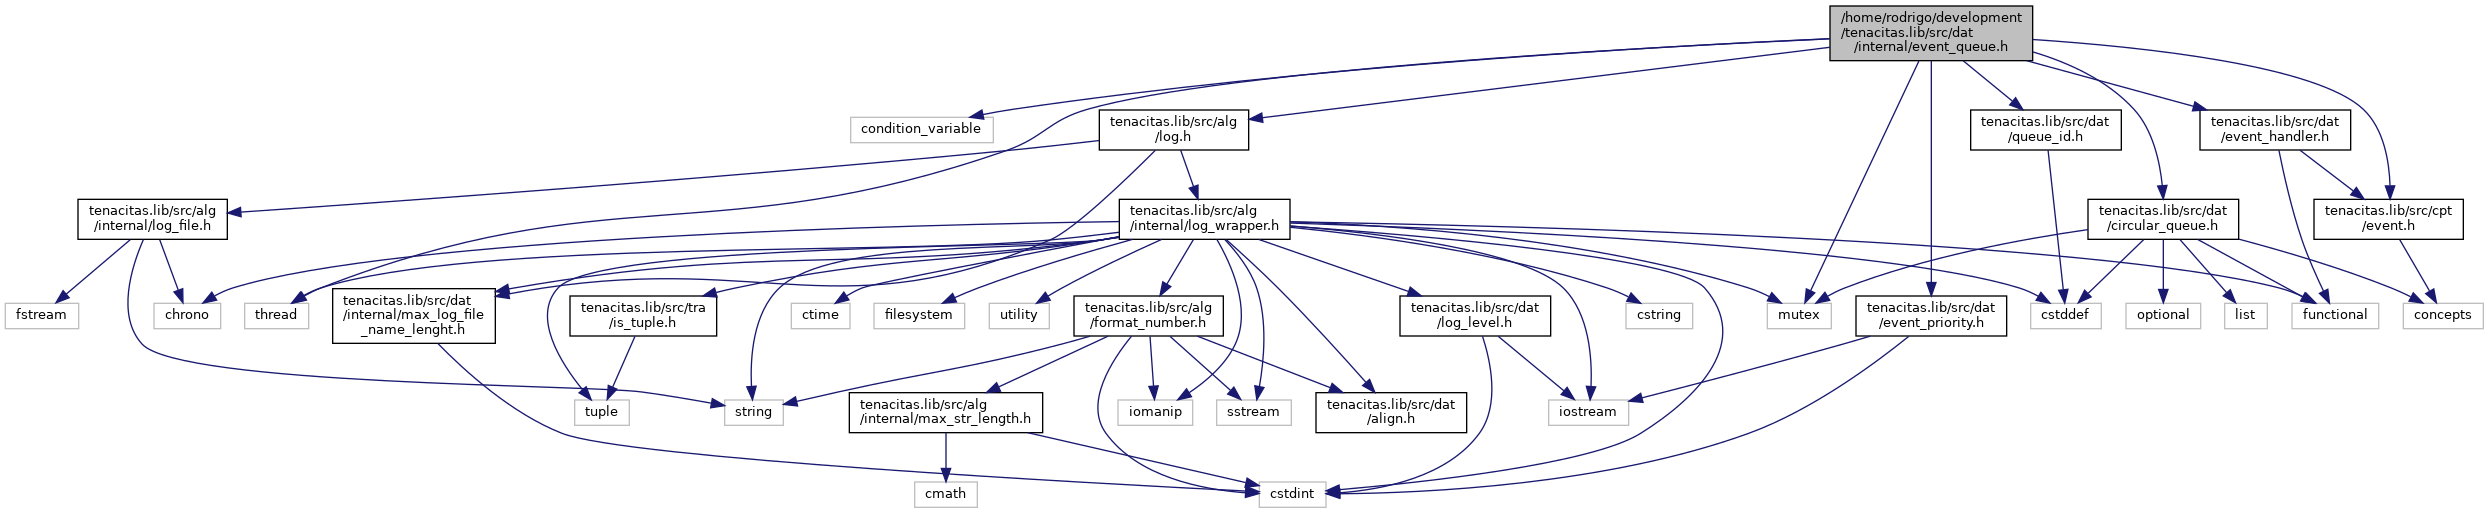 /home/rodrigo/development
/tenacitas.lib/src/dat
/internal/event_queue.h
condition_variable
tenacitas.lib/src/alg
/log.h
tenacitas.lib/src/dat
/queue_id.h
tenacitas.lib/src/dat
/event_handler.h
tenacitas.lib/src/alg
/internal/log_file.h
tenacitas.lib/src/alg
/internal/log_wrapper.h
tenacitas.lib/src/dat
/circular_queue.h
tenacitas.lib/src/cpt
/event.h
fstream
chrono
thread
tenacitas.lib/src/dat
/internal/max_log_file
_name_lenght.h
tenacitas.lib/src/tra
/is_tuple.h
ctime
filesystem
utility
tenacitas.lib/src/alg
/format_number.h
tenacitas.lib/src/dat
/log_level.h
cstring
mutex
tenacitas.lib/src/dat
/event_priority.h
cstddef
optional
list
functional
concepts
tuple
string
tenacitas.lib/src/alg
/internal/max_str_length.h
iomanip
sstream
tenacitas.lib/src/dat
/align.h
iostream
cmath
cstdint